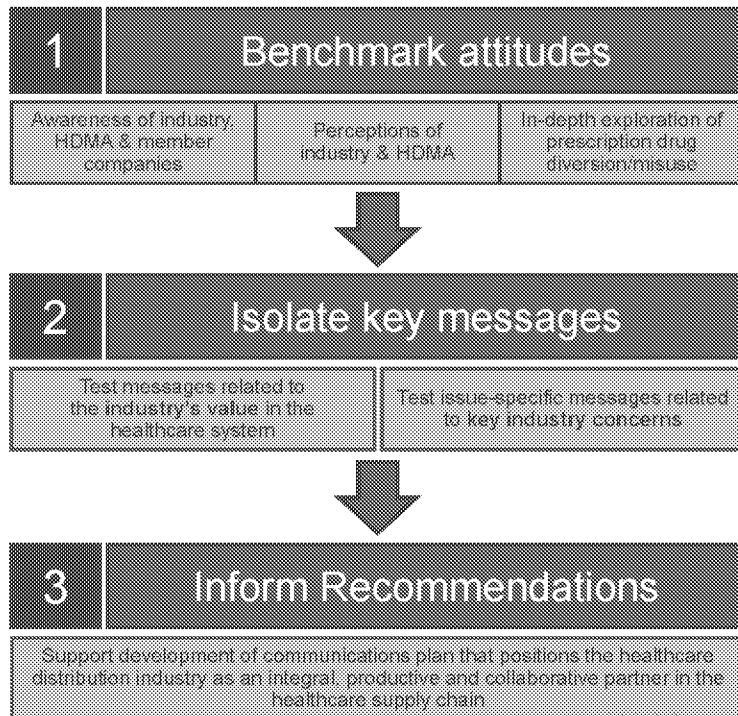 1
Benchmark attitudes
Awareness of industry,
HDMA & member
companies
Perceptions of
industry & HDMA
In-depth exploration of
prescription drug
diversion/misuse
2
Isolate key messages
Test messages related to
the industry's value in the
healthcare system
Test issue-specific messages related
to key industry concerns
3
Inform Recommendations
Support development of communications plan that positions the healthcare
distribution industry as an integral, productive and collaborative partner in the
healthcare supply chain